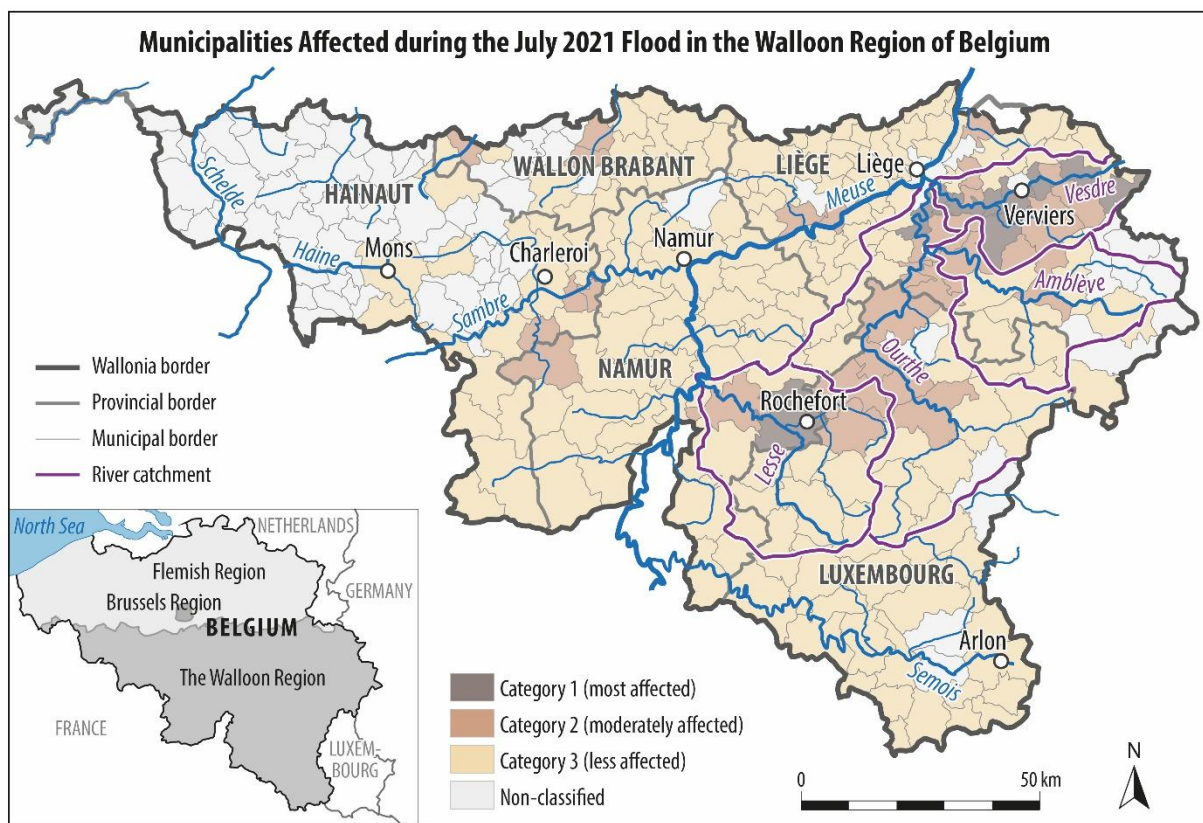 Municipalities Affected during the July 2021 Flood in the Walloon Region of Belgium
Schelde
HAINAUT
WALLON BRABANT
LIÈGE
Liège
Meuse
Vesdre
Verviers
Haine
Mons
Charleroi
Namur
Amblève
Sambre
NAMUR
Ourthe
Rochefort
Lesse
LUXEMBOURG
Arlon
Semois
Wallonia border
Provincial border
Municipal border
River catchment
North Sea
NETHERLANDS
Flemish Region
GERMANY
Brussels Region
BELGIUM
The Walloon Region
FRANCE
LUXEM-
BOURG
Category 1 (most affected)
Category 2 (moderately affected)
Category 3 (less affected)
Non-classified
0
50 km
N